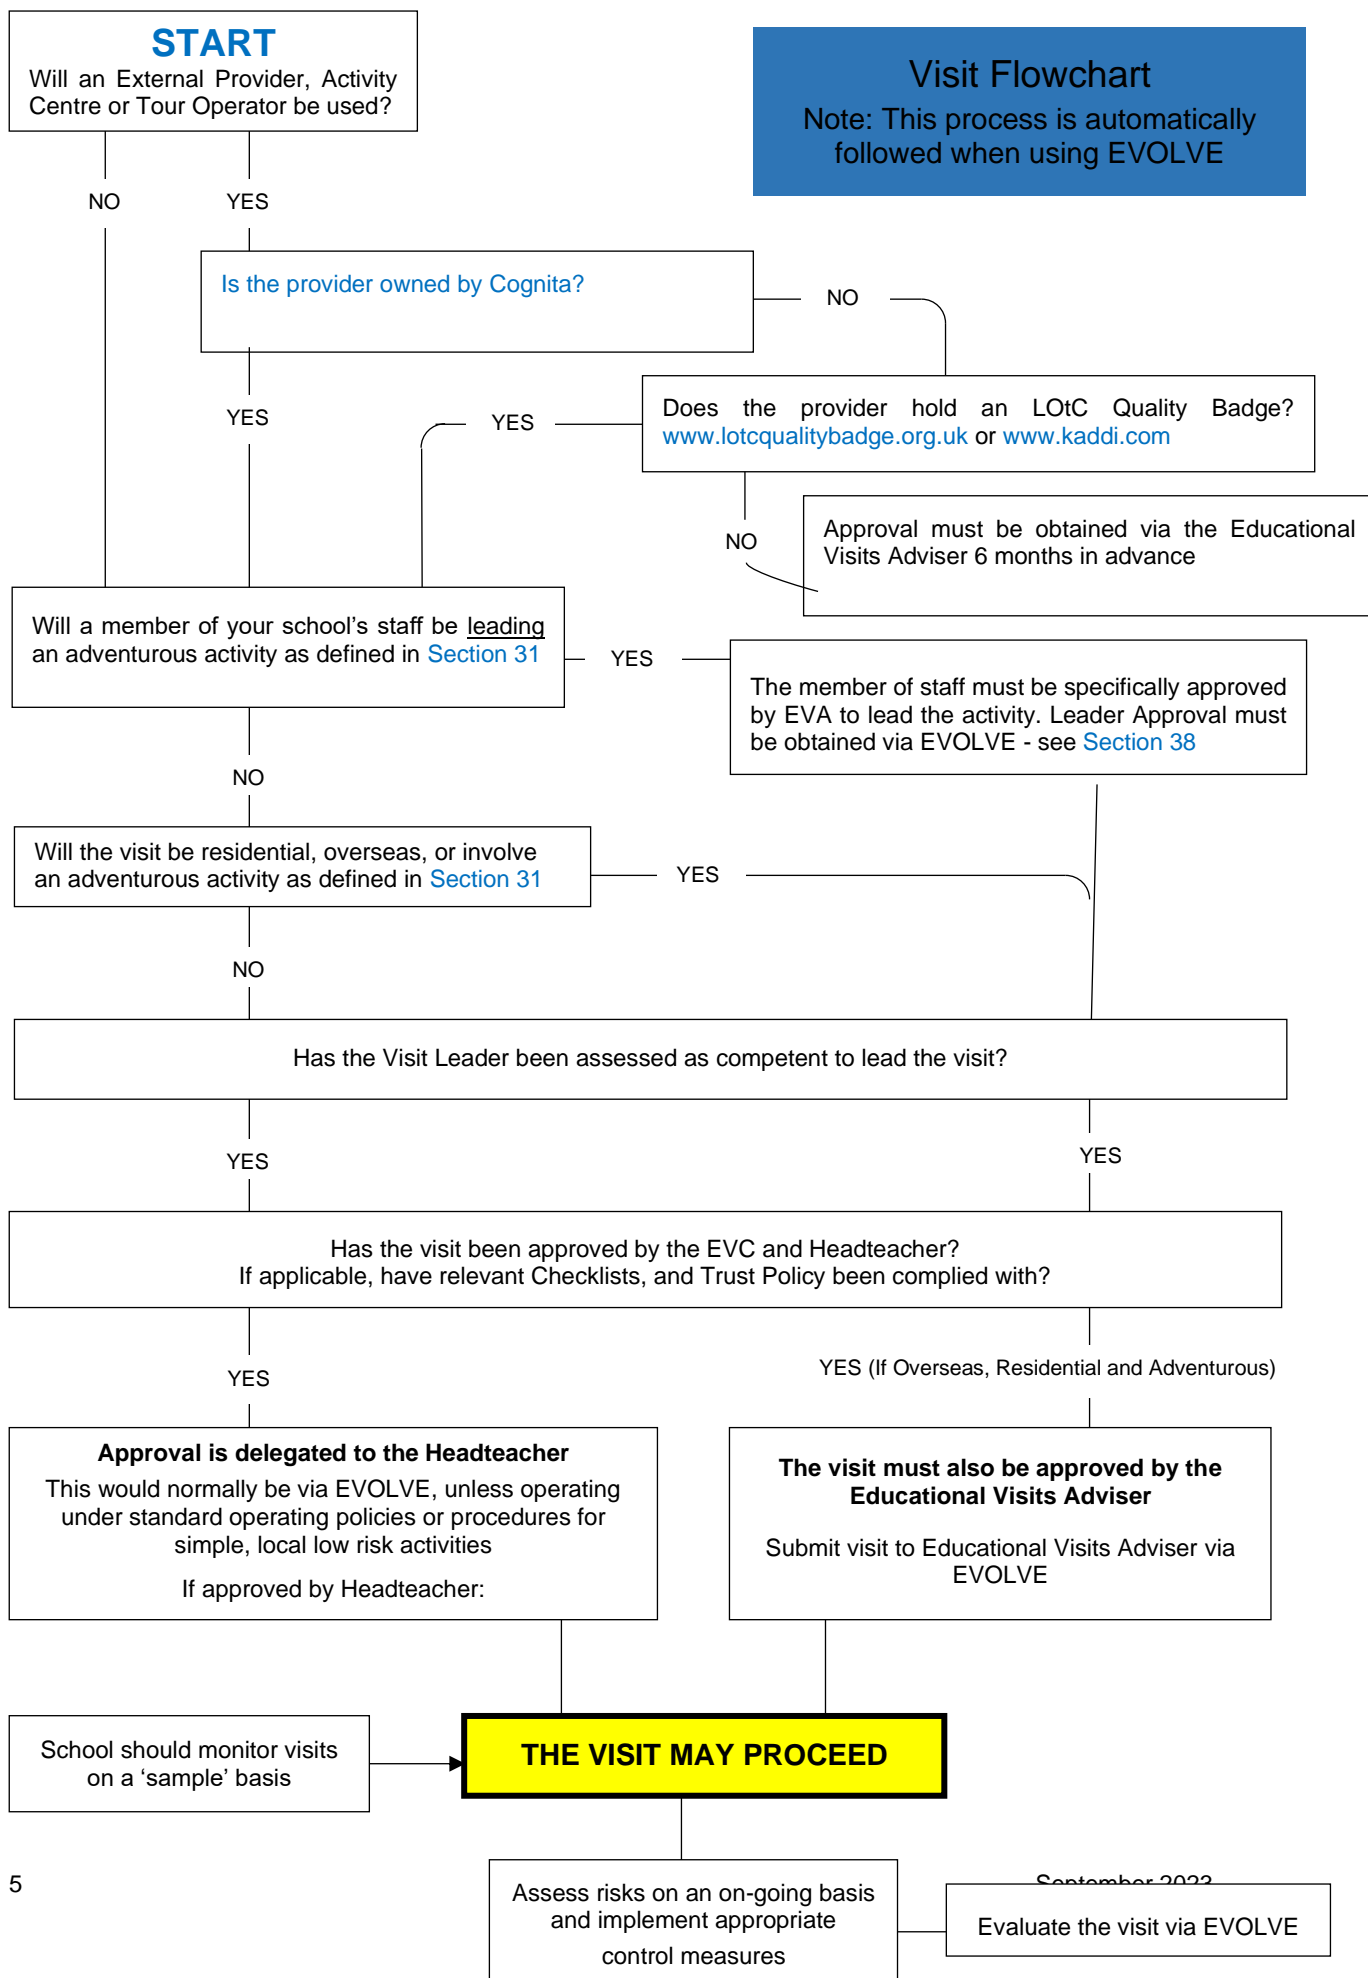 START
Will an External Provider, Activity
Centre or Tour Operator be used?
Visit Flowchart
Note: This process is automatically
followed when using EVOLVE
NO
YES
Is the provider owned by Cognita?
NO
YES
Does the provider hold an LOtC Quality Badge?
www.lotcqualitybadge.org.uk or www.kaddi.com
YES
NO
Approval must be obtained via the Educational
Visits Adviser 6 months in advance
Will a member of your school's staff be leading
an adventurous activity as defined in Section 31
YES
The member of staff must be specifically approved
by EVA to lead the activity. Leader Approval must
be obtained via EVOLVE - see Section 38
NO
Will the visit be residential, overseas, or involve
an adventurous activity as defined in Section 31
YES
NO
Has the Visit Leader been assessed as competent to lead the visit?
YES
YES
Has the visit been approved by the EVC and Headteacher?
If applicable, have relevant Checklists, and Trust Policy been complied with?
YES
YES (If Overseas, Residential and Adventurous)
Approval is delegated to the Headteacher
This would normally be via EVOLVE, unless operating
under standard operating policies or procedures for
simple, local low risk activities
If approved by Headteacher:
The visit must also be approved by the
Educational Visits Adviser
Submit visit to Educational Visits Adviser via
EVOLVE
School should monitor visits
on a ‘sample’ basis
THE VISIT MAY PROCEED
5
September 2023
Assess risks on an on-going basis
and implement appropriate
control measures
Evaluate the visit via EVOLVE